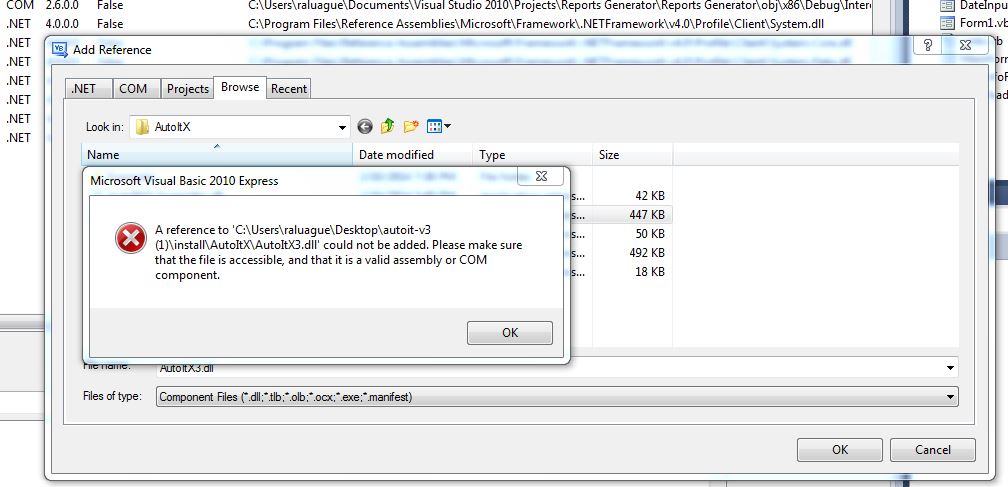 COM 2.6.0.0 False C:\Users\raluague\Documents\Visual Studio 2010\Projects\Reports Generator\Reports Generator\obj\x86\Debug\Inter
.NET 4.0.0.0 False C:\Program Files\Reference Assemblies\Microsoft\Framework\.NETFramework\v4.0\Profile\Client\System.dll
.NET
.NET
.NET
.NET
.NET
.NET
DateInpu
Form1.vb
Add Reference
.NET COM Projects Browse Recent
Look in: AutoItX
Name Date modified Type Size
s... 42 KB
s... 447 KB
s... 50 KB
s... 492 KB
s... 18 KB
Microsoft Visual Basic 2010 Express
A reference to 'C:\Users\raluague\Desktop\autoit-v3
(1)\install\AutoItX\AutoItX3.dll' could not be added. Please make sure
that the file is accessible, and that it is a valid assembly or COM
component.
OK
File name: AutoItX3.dll
Files of type: Component Files (*.dll;*.tlb;*.olb;*.ocx;*.exe;*.manifest)
OK Cancel